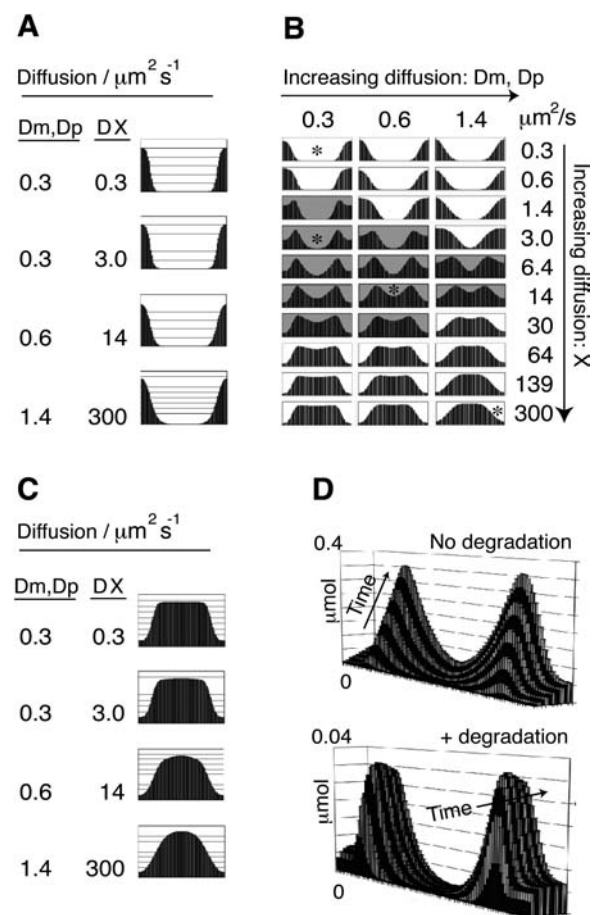 A
Diffusion / μm² s⁻¹
Dm,Dp DX
0.3 0.3
0.3 3.0
0.6 14
1.4 300
B
Increasing diffusion: Dm, Dp
0.3 0.6 1.4 μm²/s
* 0.3
0.6
1.4
* 3.0
6.4
* 14
30
64
139
* 300
Increasing diffusion: X
C
Diffusion / μm² s⁻¹
Dm,Dp DX
0.3 0.3
0.3 3.0
0.6 14
1.4 300
D
No degradation
0.4
μmol
Time
0
+ degradation
0.04
μmol
Time
0